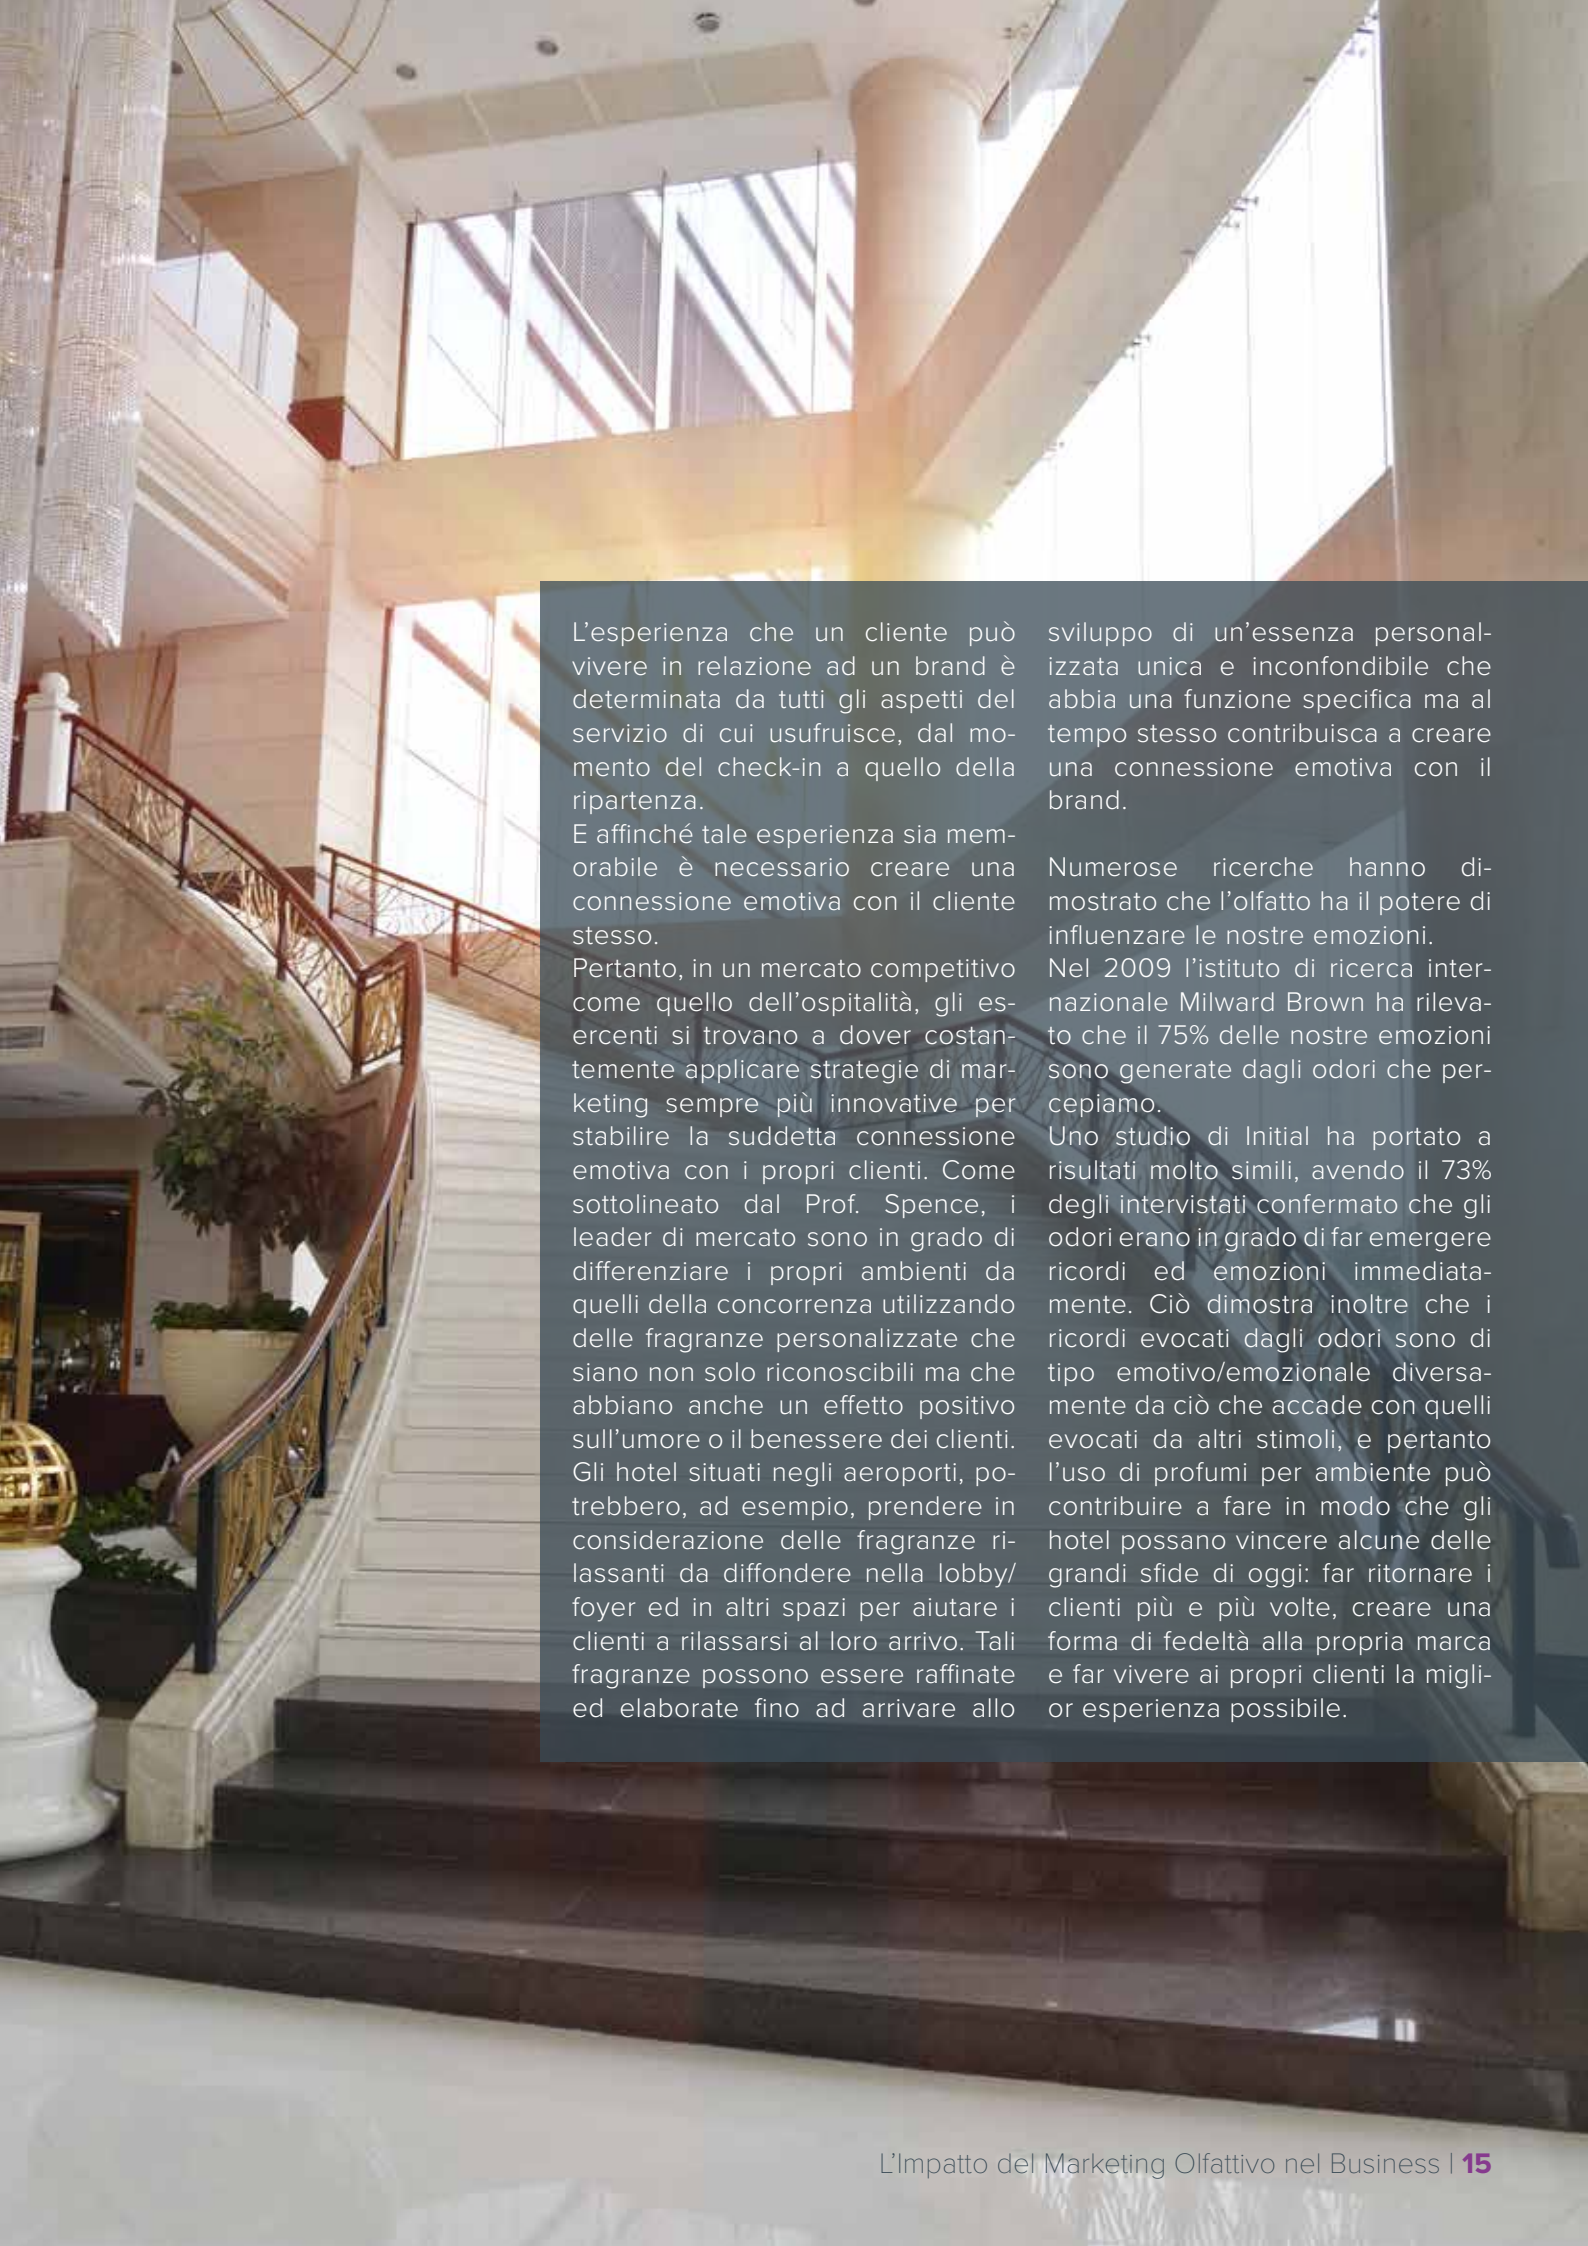 L'esperienza che un cliente può
vivere in relazione ad un brand è
determinata da tutti gli aspetti del
servizio di cui usufruisce, dal mo-
mento del check-in a quello della
ripartenza.
E affinché tale esperienza sia mem-
orabile è necessario creare una
connessione emotiva con il cliente
stesso.
Pertanto, in un mercato competitivo
come quello dell'ospitalità, gli es-
ercenti si trovano a dover costan-
temente applicare strategie di mar-
keting sempre più innovative per
stabilire la suddetta connessione
emotiva con i propri clienti. Come
sottolineato dal Prof. Spence, i
leader di mercato sono in grado di
differenziare i propri ambienti da
quelli della concorrenza utilizzando
delle fragranze personalizzate che
siano non solo riconoscibili ma che
abbiano anche un effetto positivo
sull'umore o il benessere dei clienti.
Gli hotel situati negli aeroporti, po-
trebbero, ad esempio, prendere in
considerazione delle fragranze ri-
lassanti da diffondere nella lobby/
foyer ed in altri spazi per aiutare i
clienti a rilassarsi al loro arrivo. Tali
fragranze possono essere raffinate
ed elaborate fino ad arrivare allo
sviluppo di un'essenza personal-
izzata unica e inconfondibile che
abbia una funzione specifica ma al
tempo stesso contribuisca a creare
una connessione emotiva con il
brand.
Numerose ricerche hanno di-
mostrato che l'olfatto ha il potere di
influenzare le nostre emozioni.
Nel 2009 l'istituto di ricerca inter-
nazionale Milward Brown ha rileva-
to che il 75% delle nostre emozioni
sono generate dagli odori che per-
cepiamo.
Uno studio di Initial ha portato a
risultati molto simili, avendo il 73%
degli intervistati confermato che gli
odori erano in grado di far emergere
ricordi ed emozioni immediata-
mente. Ciò dimostra inoltre che i
ricordi evocati dagli odori sono di
tipo emotivo/emozionale diversa-
mente da ciò che accade con quelli
evocati da altri stimoli, e pertanto
l'uso di profumi per ambiente può
contribuire a fare in modo che gli
hotel possano vincere alcune delle
grandi sfide di oggi: far ritornare i
clienti più e più volte, creare una
forma di fedeltà alla propria marca
e far vivere ai propri clienti la migli-
or esperienza possibile.
L'Impatto del Marketing Olfattivo nel Business | 15